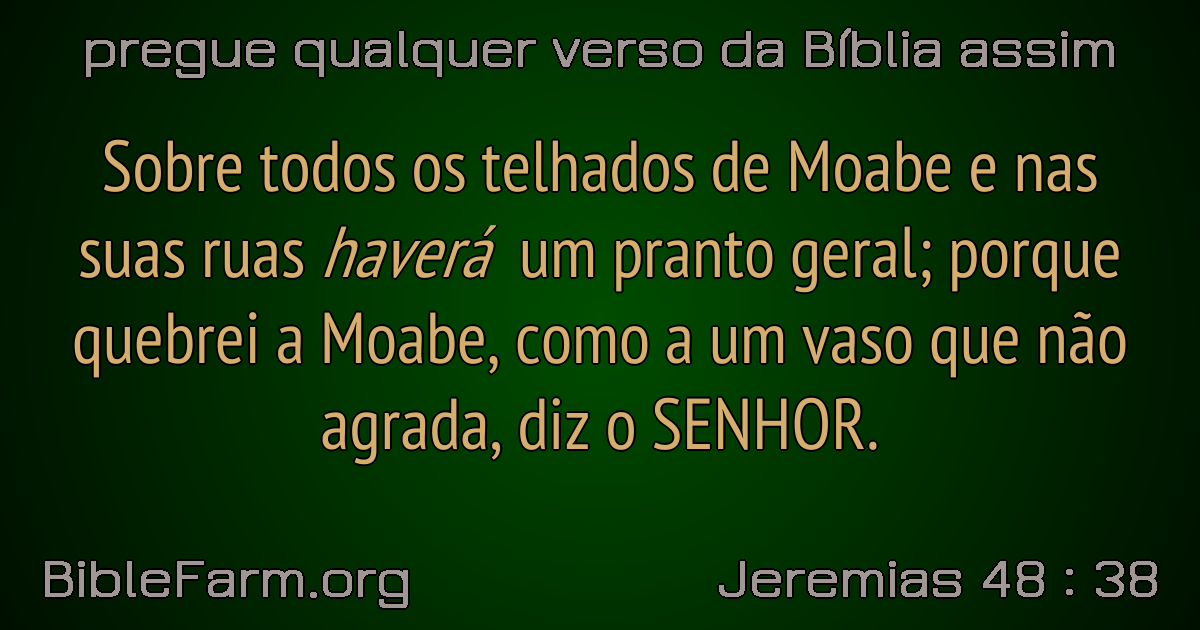 pregue qualquer verso da Bíblia assim
Sobre todos os telhados de Moabe e nas
suas ruas haverá um pranto geral; porque
quebrei a Moabe, como a um vaso que não
agrada, diz o SENHOR.
BibleFarm.org
Jeremias 48 : 38